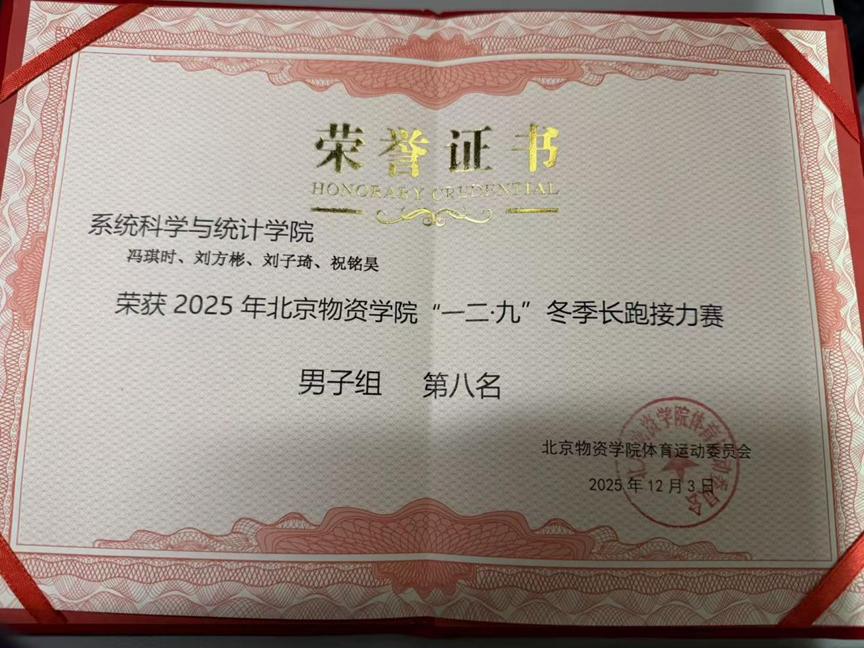 荣誉证书
HONORARY CRUDENTIAL
系统科学与统计学院
冯琪时、刘方彬、刘子琦、祝铭昊
荣获 2025 年北京物资学院“一二·九”冬季长跑接力赛
男子组 第八名
北京物资学院体育运动委员会
2025 年 12 月 3 日